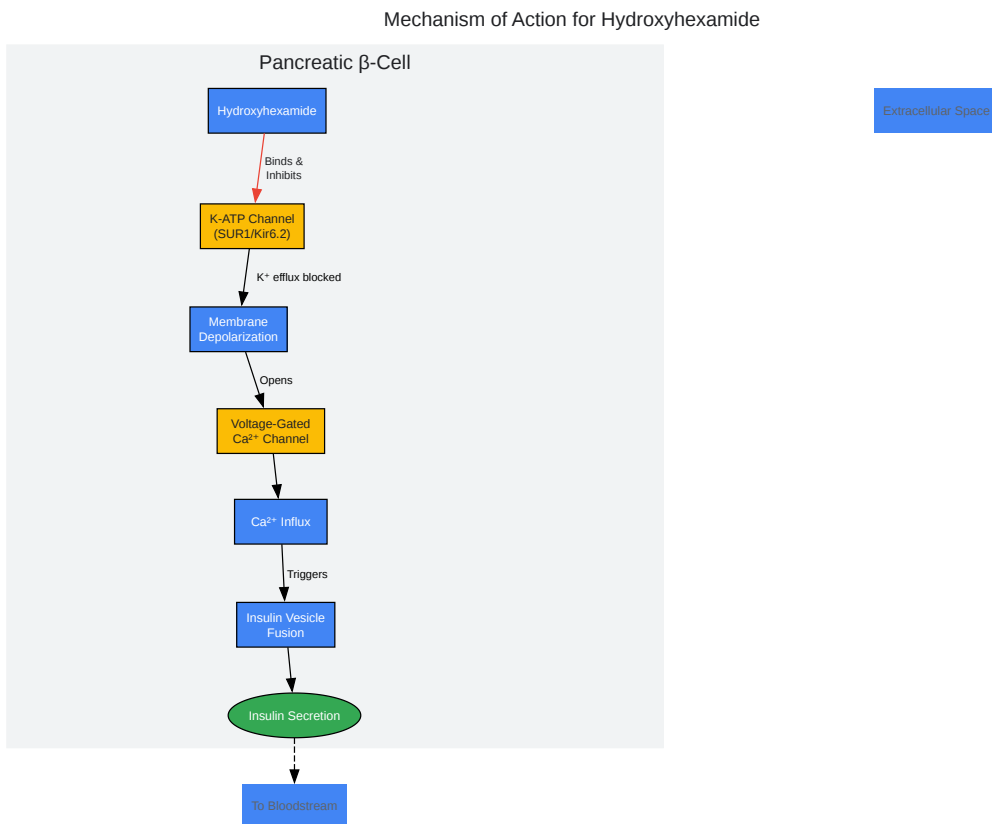 Mechanism of Action for Hydroxyhexamide
Pancreatic β-Cell
Hydroxyhexamide
Extracellular Space
Binds &
Inhibits
K-ATP Channel
(SUR1/Kir6.2)
K⁺ efflux blocked
Membrane
Depolarization
Opens
Voltage-Gated
Ca²⁺ Channel
Ca²⁺ Influx
Triggers
Insulin Vesicle
Fusion
Insulin Secretion
To Bloodstream